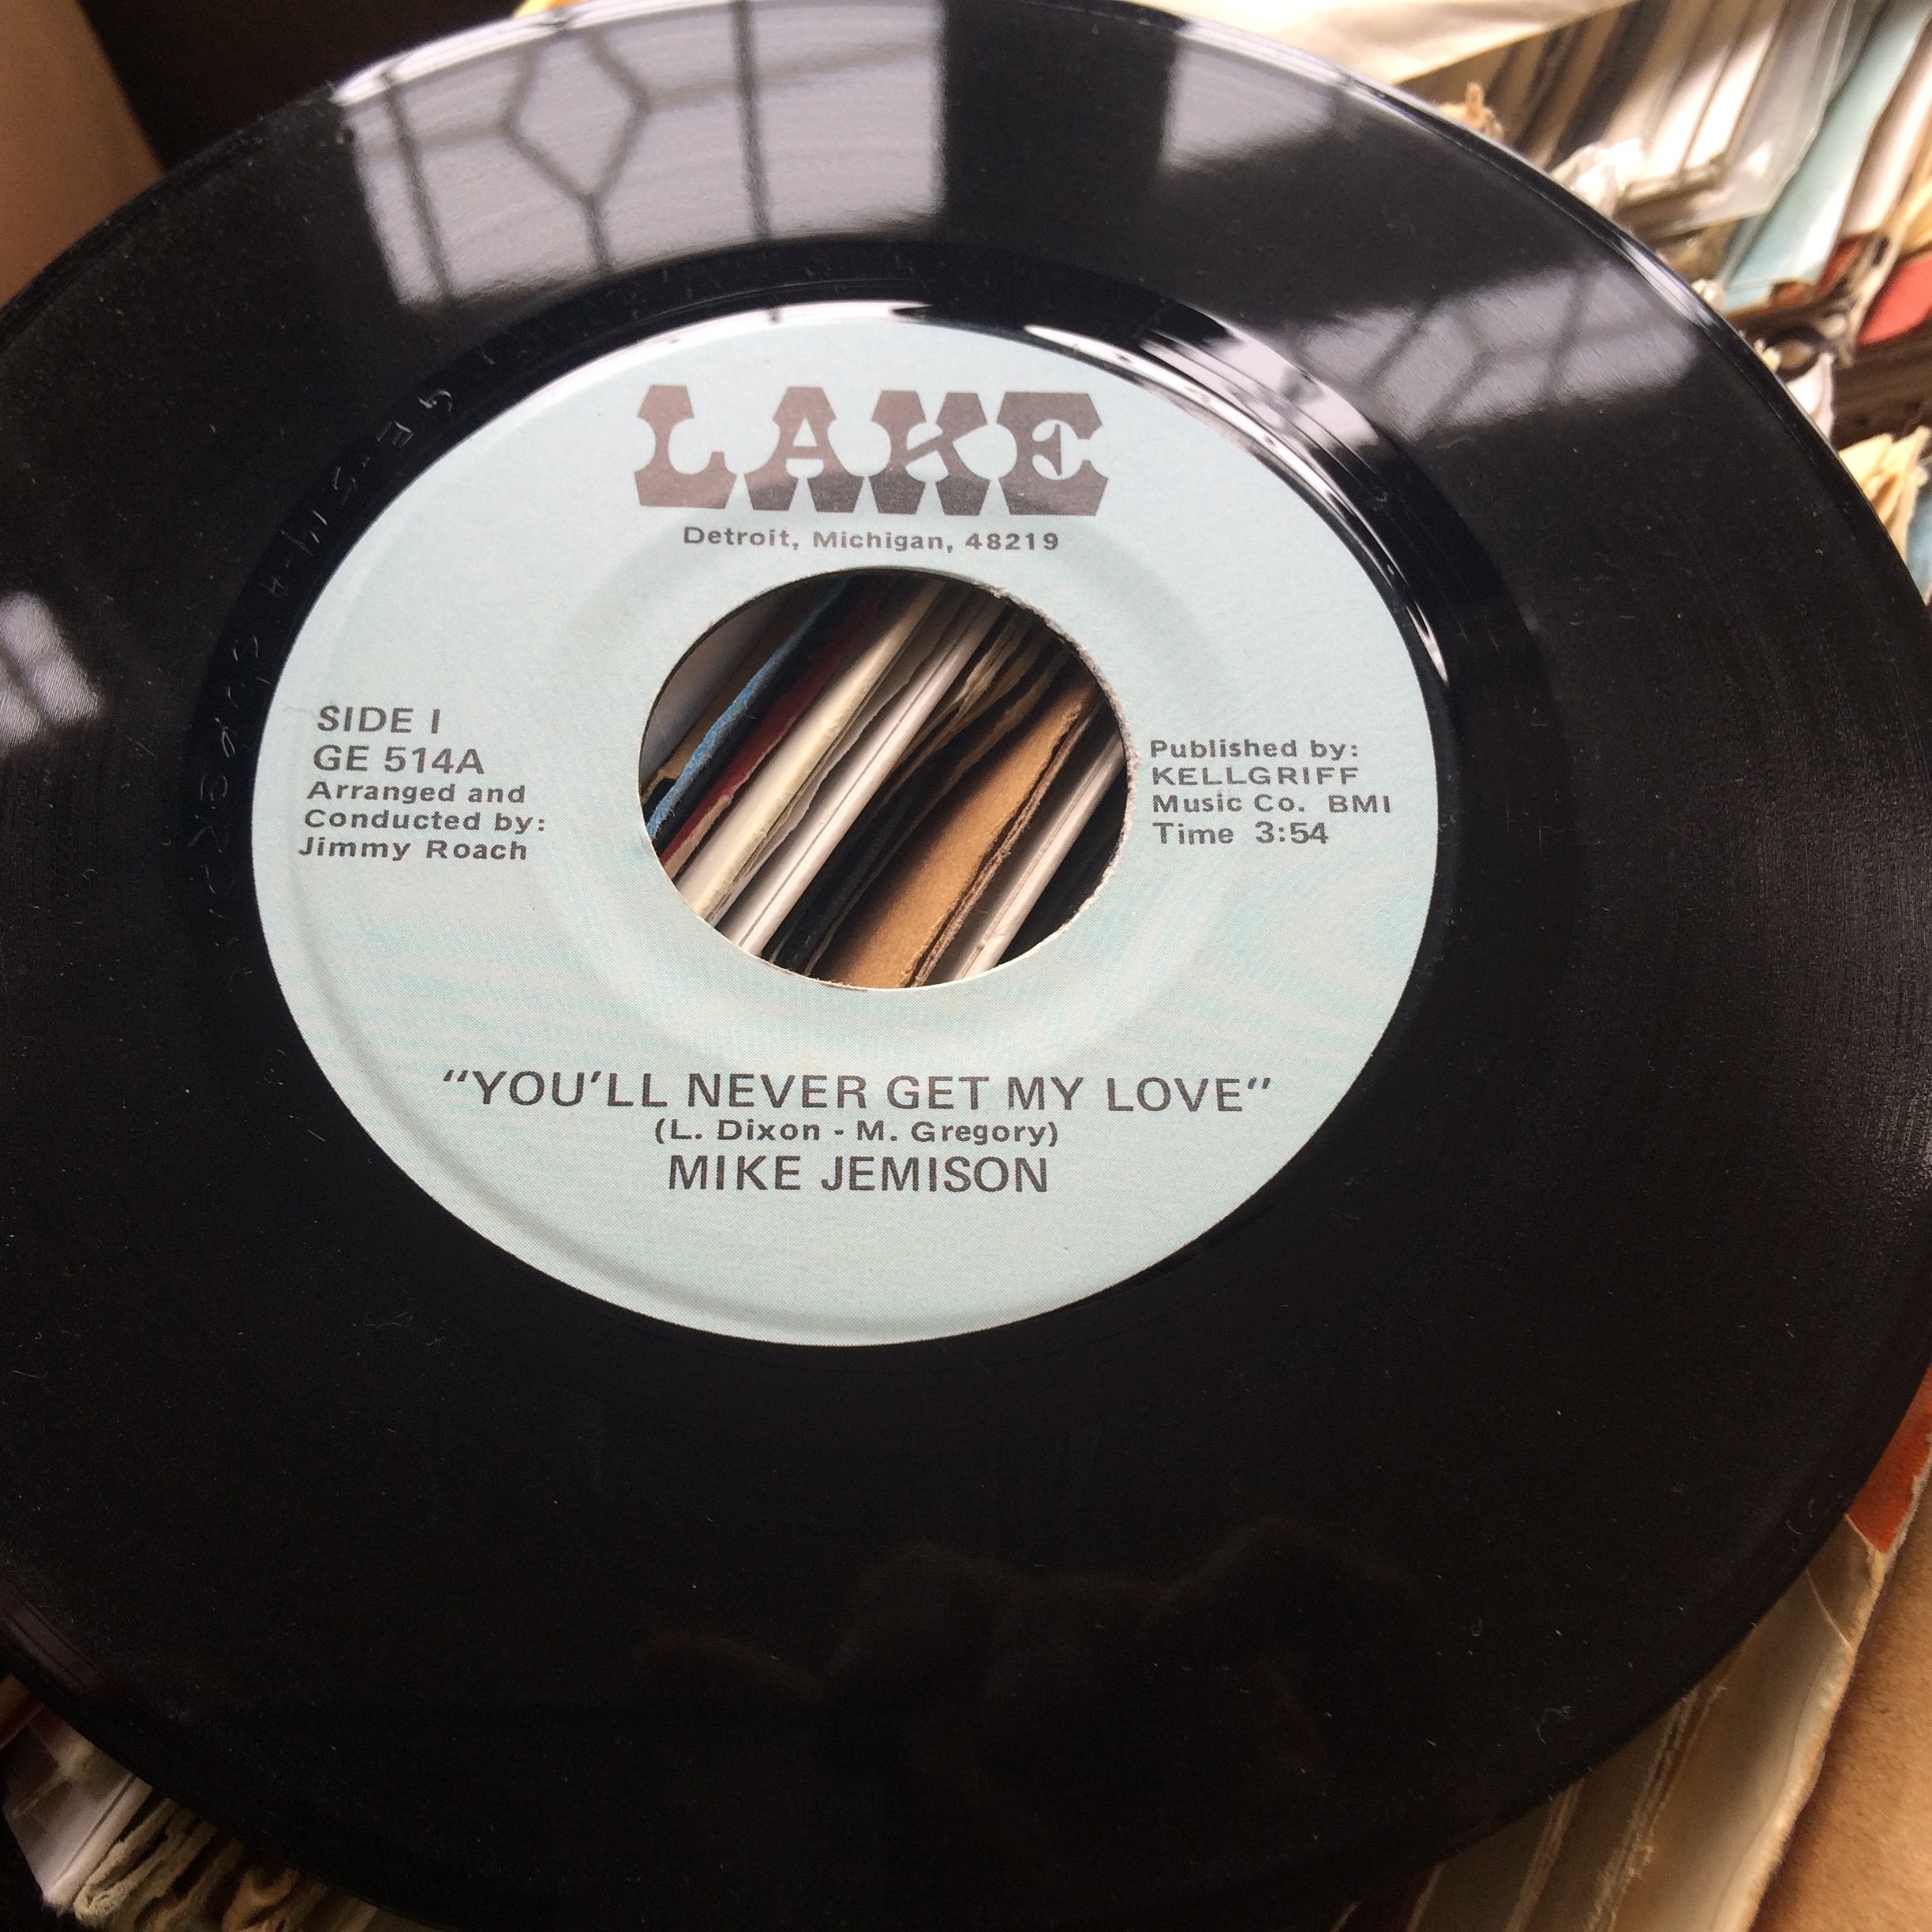 LAKE
Detroit, Michigan, 48219
SIDE I
GE 514A
Arranged and
Conducted by:
Jimmy Roach
Published by:
KELLGRIFF
Music Co. BMI
Time 3:54
"YOU'LL NEVER GET MY LOVE"
(L. Dixon - M. Gregory)
MIKE JEMISON